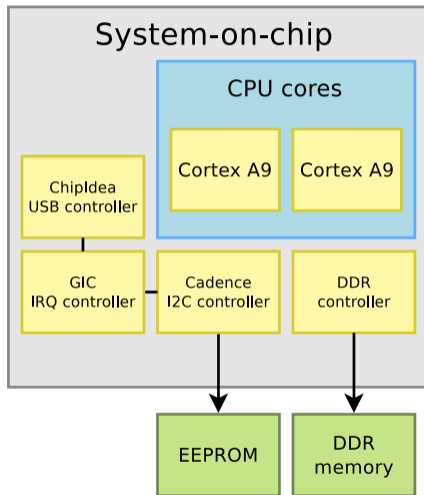 System-on-chip
CPU cores
Cortex A9
Cortex A9
ChipIdea
USB controller
GIC
IRQ controller
Cadence
I2C controller
DDR
controller
EEPROM
DDR
memory